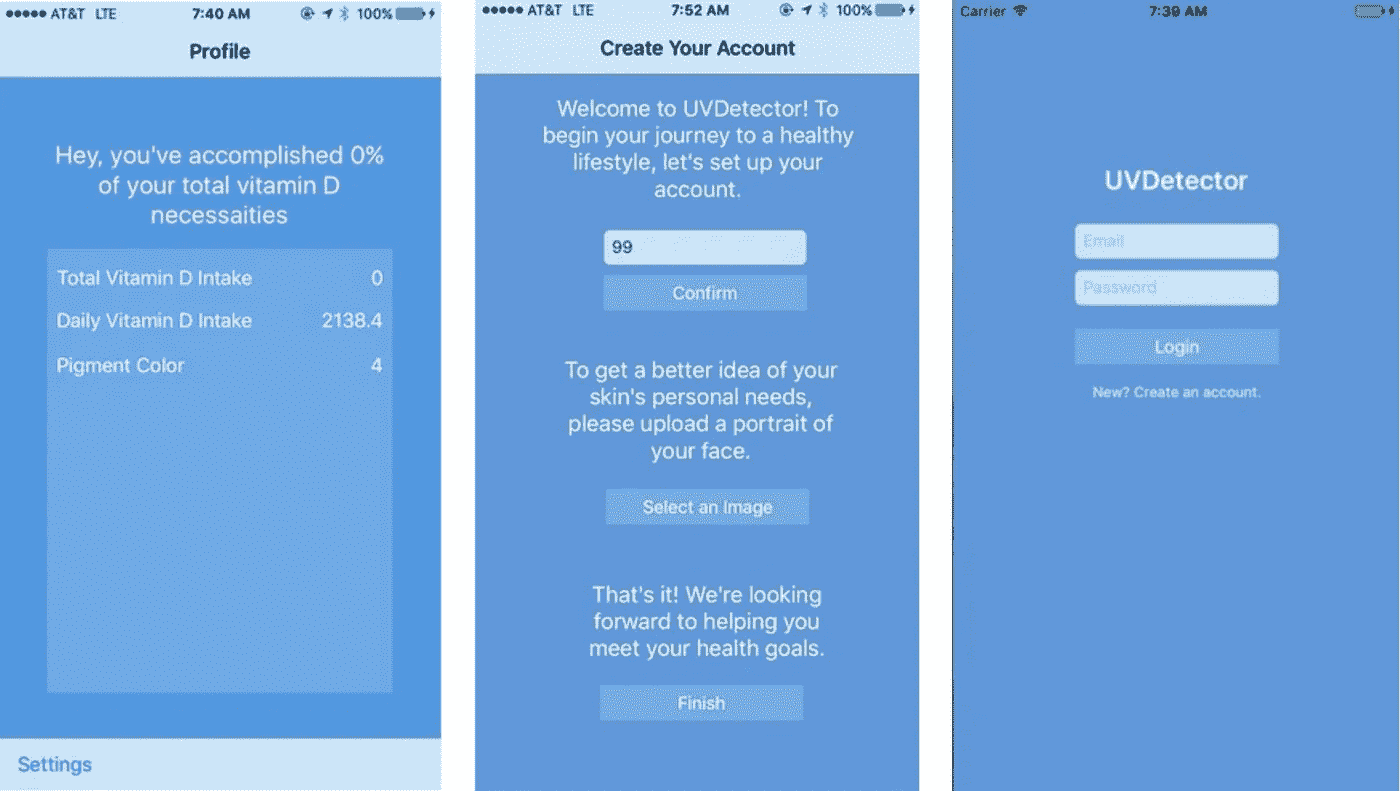 AT&T LTE 7:40 AM 100%
Profile
Hey, you've accomplished 0%
of your total vitamin D
necessaities
Total Vitamin D Intake 0
Daily Vitamin D Intake 2138.4
Pigment Color 4
Settings
AT&T LTE 7:52 AM 100%
Create Your Account
Welcome to UVDetector! To
begin your journey to a healthy
lifestyle, let's set up your
account.
99
Confirm
To get a better idea of your
skin's personal needs,
please upload a portrait of
your face.
Select an Image
That's it! We're looking
forward to helping you
meet your health goals.
Finish
Carrier 7:39 AM
UVDetector
Email
Password
Login
New? Create an account.